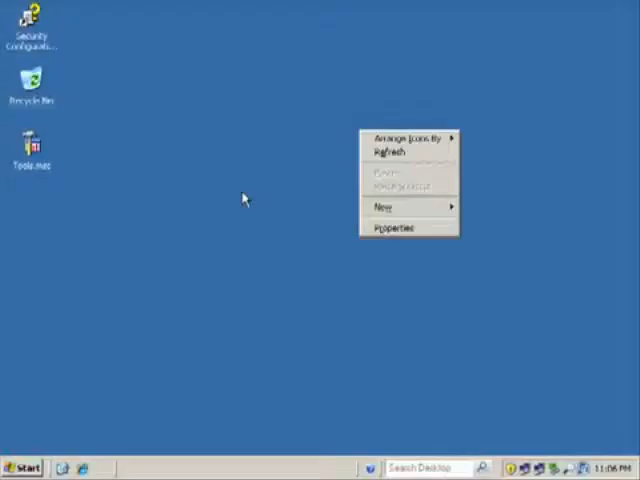 Security
Configurati...
Recycle Bin
Tools.msc
Arrange Icons By
Refresh
New
Properties
Start
Search Desktop
11:06 PM